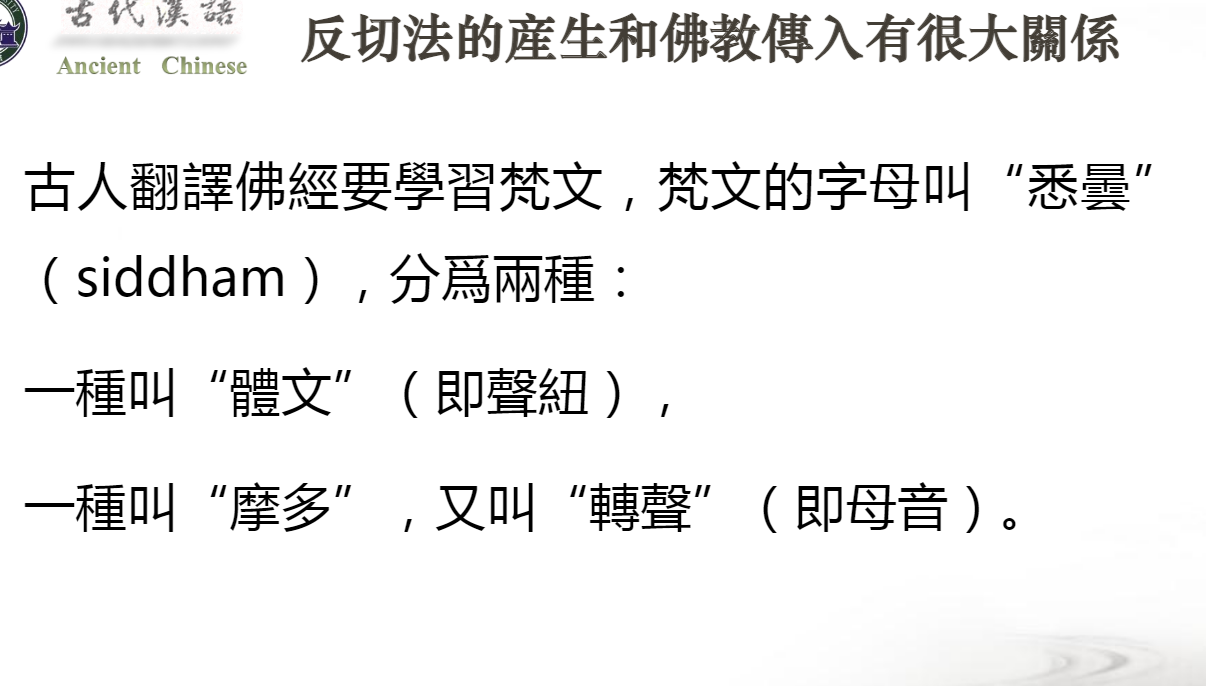 古代漢語
Ancient Chinese
反切法的産生和佛教傳入有很大關係
古人翻譯佛經要學習梵文，梵文的字母叫“悉曇”
（siddham），分爲兩種：
一種叫“體文”（即聲紐），
一種叫“摩多”，又叫“轉聲”（即母音）。